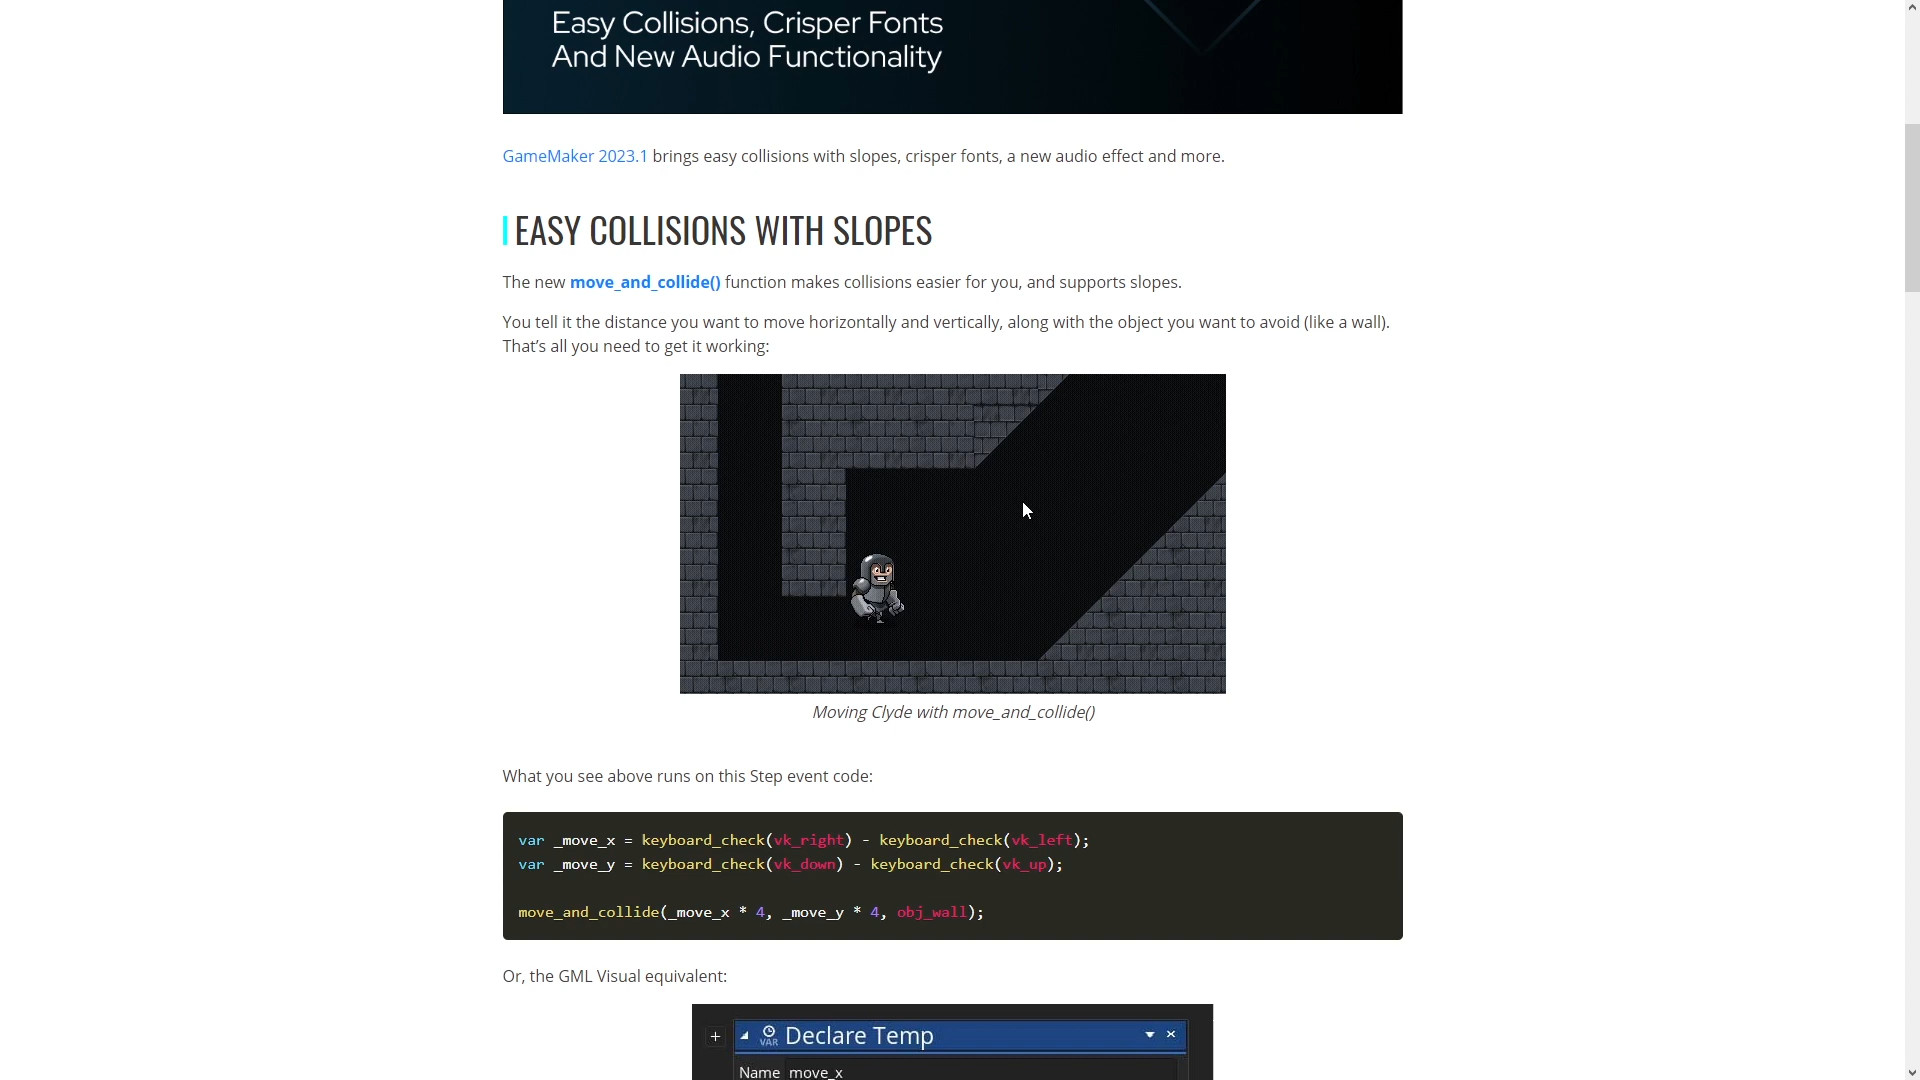 Easy Collisions, Crisper Fonts
And New Audio Functionality
GameMaker 2023.1 brings easy collisions with slopes, crisper fonts, a new audio effect and more.
EASY COLLISIONS WITH SLOPES
The new move_and_collide() function makes collisions easier for you, and supports slopes.
You tell it the distance you want to move horizontally and vertically, along with the object you want to avoid (like a wall).
That’s all you need to get it working:
Moving Clyde with move_and_collide()
What you see above runs on this Step event code:
var _move_x = keyboard_check(vk_right) - keyboard_check(vk_left);
var _move_y = keyboard_check(vk_down) - keyboard_check(vk_up);
move_and_collide(_move_x * 4, _move_y * 4, obj_wall);
Or, the GML Visual equivalent:
VAR Declare Temp
Name move_x